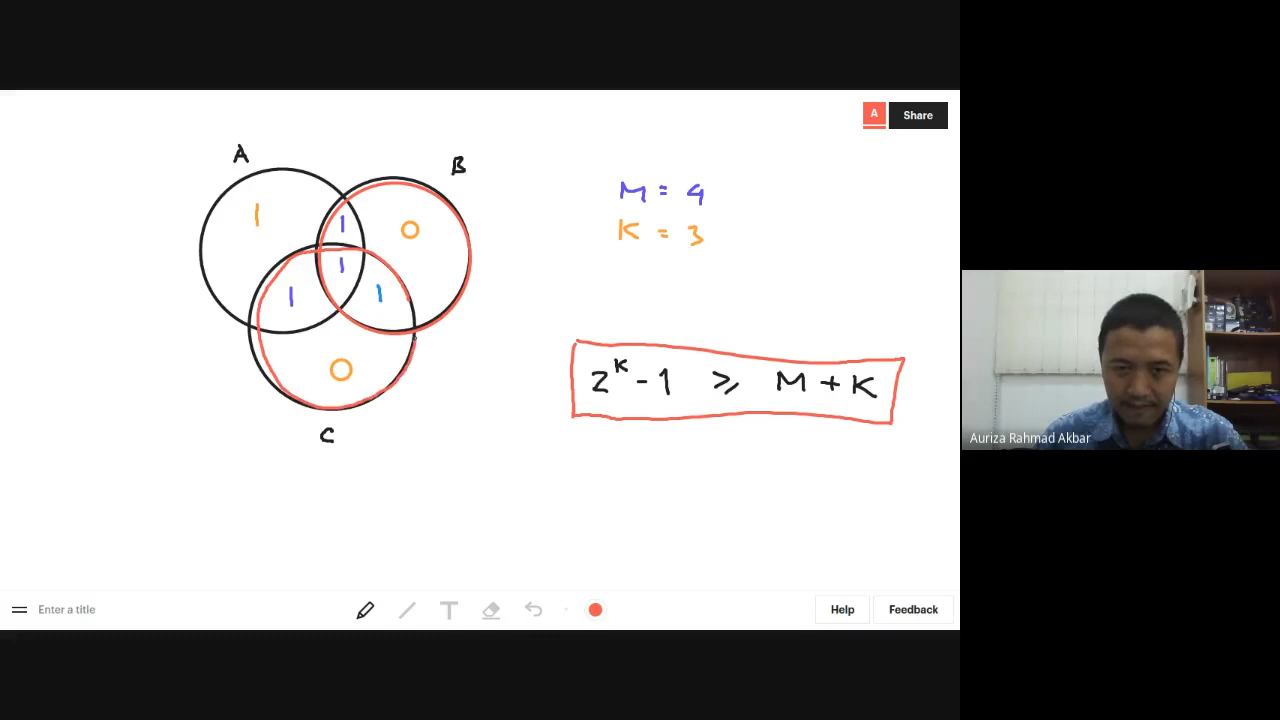 A Share
A
B
M = 4
K = 3
1
1
0
1
1
1
0
2^K - 1 ≥ M + K
C
Auriza Rahmad Akbar
Enter a title
T
Help Feedback